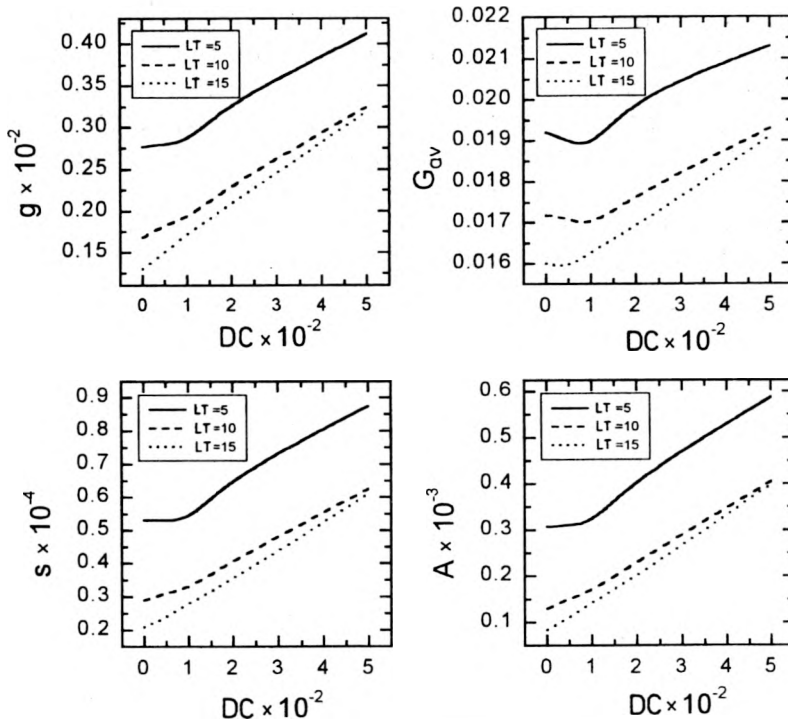 LT =5
LT =10
LT =15
0.40
0.35
0.30
0.25
0.20
0.15
g × 10⁻²
0 1 2 3 4 5
DC × 10⁻²
LT =5
LT =10
LT =15
0.022
0.021
0.020
0.019
0.018
0.017
0.016
Gav
0 1 2 3 4 5
DC × 10⁻²
LT =5
LT =10
LT =15
0.9
0.8
0.7
0.6
0.5
0.4
0.3
0.2
s × 10⁻⁴
0 1 2 3 4 5
DC × 10⁻²
LT =5
LT =10
LT =15
0.6
0.5
0.4
0.3
0.2
0.1
A × 10⁻³
0 1 2 3 4 5
DC × 10⁻²